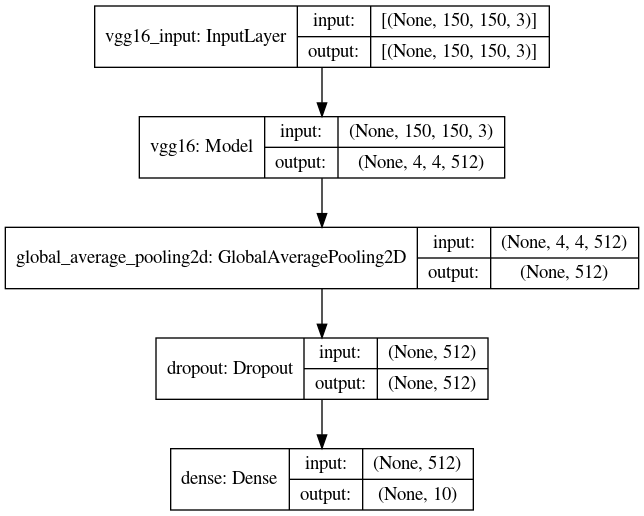 vgg16_input: InputLayer
input: [(None, 150, 150, 3)]
output: [(None, 150, 150, 3)]
vgg16: Model
input: (None, 150, 150, 3)
output: (None, 4, 4, 512)
global_average_pooling2d: GlobalAveragePooling2D
input: (None, 4, 4, 512)
output: (None, 512)
dropout: Dropout
input: (None, 512)
output: (None, 512)
dense: Dense
input: (None, 512)
output: (None, 10)